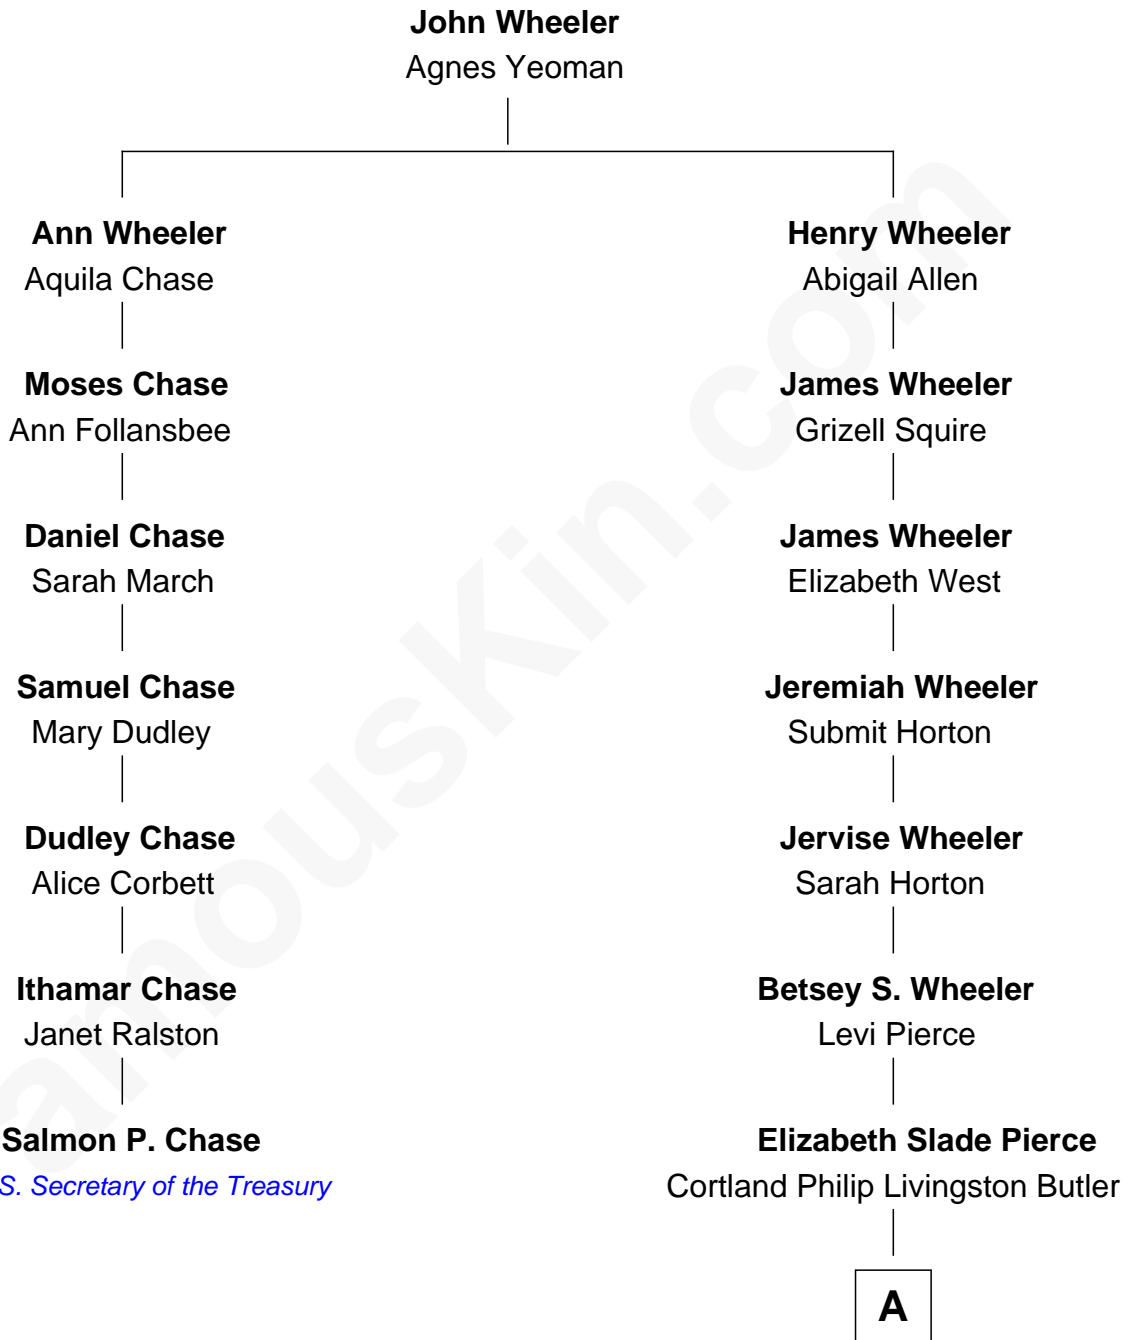 John Wheeler
Agnes Yeoman
Ann Wheeler
Aquila Chase
Henry Wheeler
Abigail Allen
Moses Chase
Ann Follansbee
James Wheeler
Grizell Squire
Daniel Chase
Sarah March
James Wheeler
Elizabeth West
Samuel Chase
Mary Dudley
Jeremiah Wheeler
Submit Horton
Dudley Chase
Alice Corbett
Jervise Wheeler
Sarah Horton
Ithamar Chase
Janet Ralston
Betsey S. Wheeler
Levi Pierce
Salmon P. Chase
S. Secretary of the Treasury
Elizabeth Slade Pierce
Cortland Philip Livingston Butler
A
amouskin.com